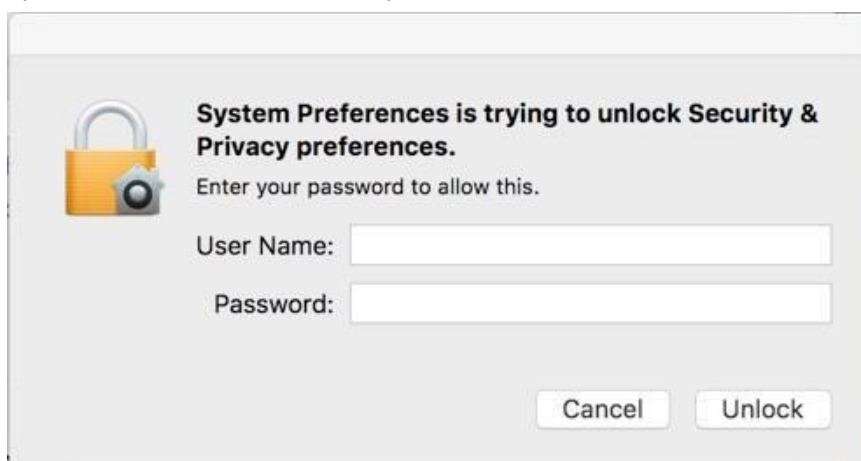 System Preferences is trying to unlock Security &
Privacy preferences.
Enter your password to allow this.
User Name:
Password:
Cancel
Unlock